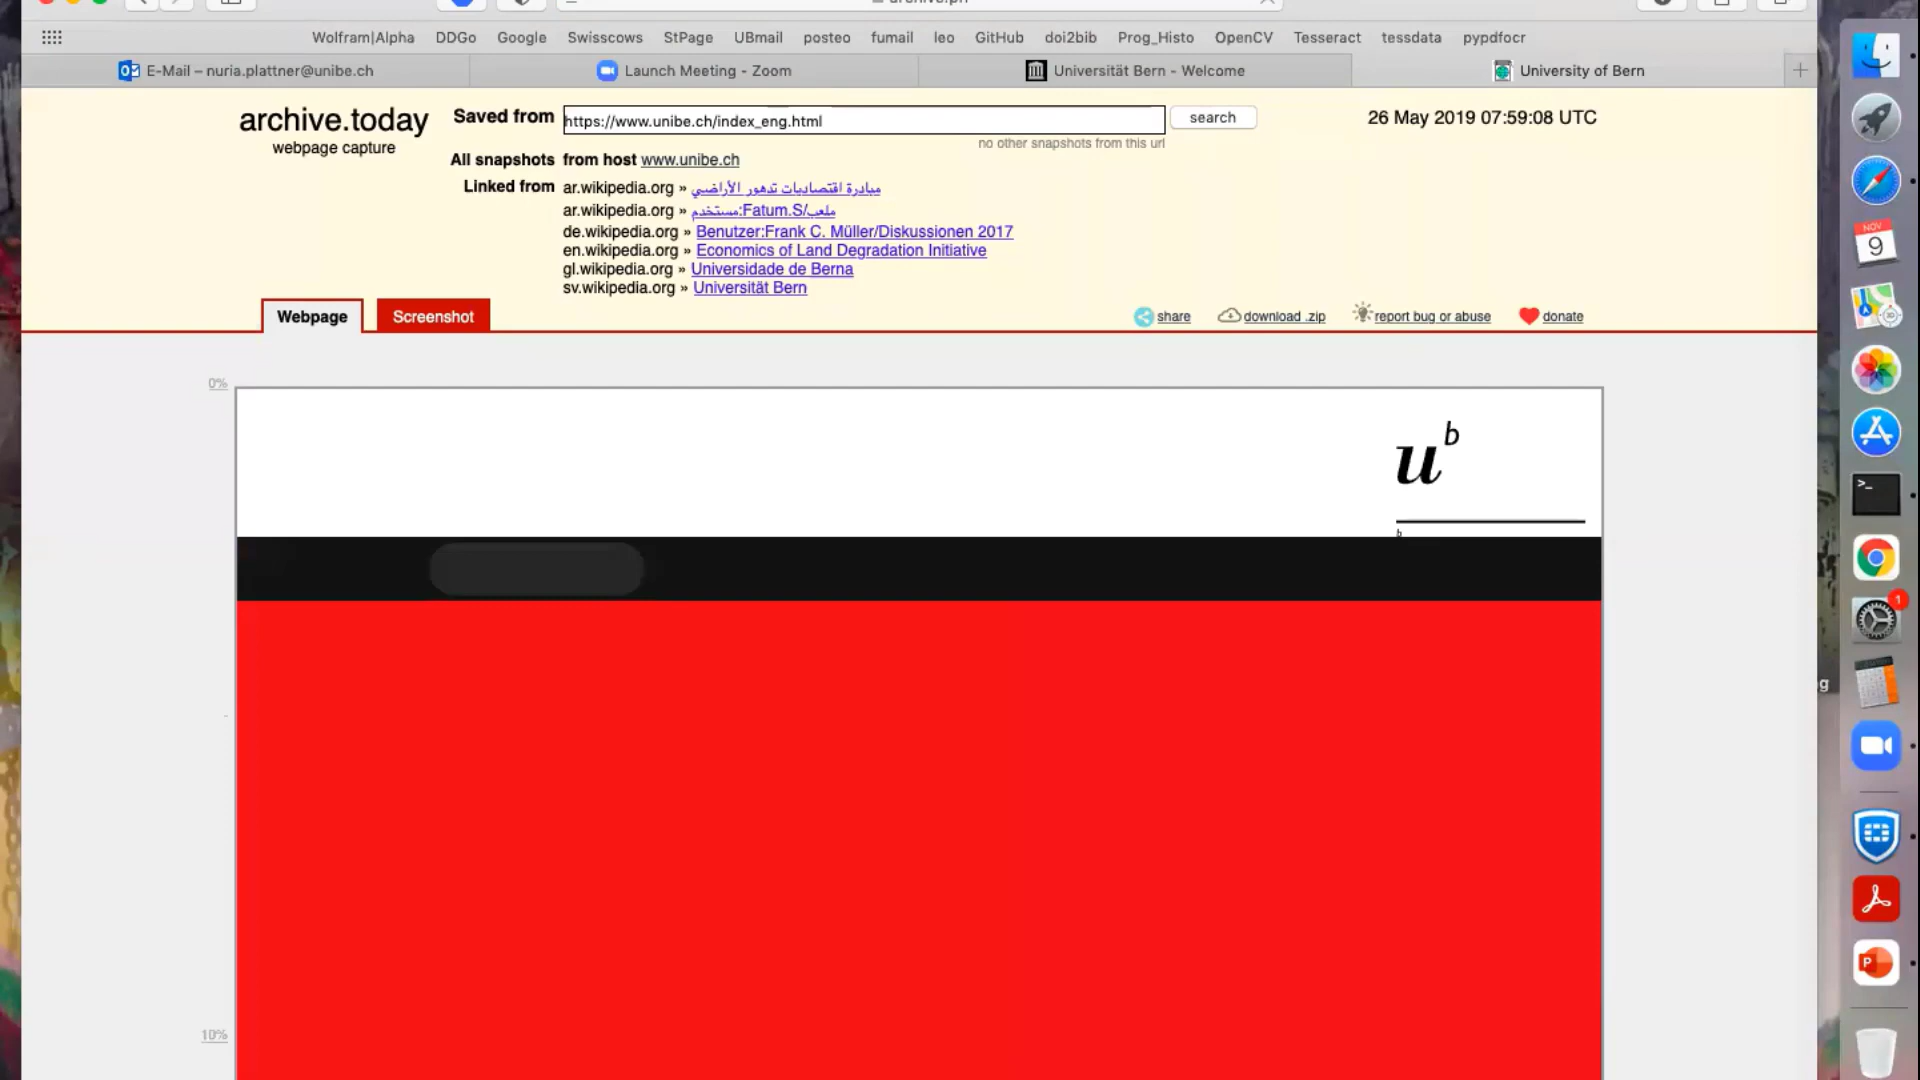 Wolfram|Alpha DDGo Google Swisscows StPage UBmail posteo fumail leo GitHub doi2bib Prog_Histo OpenCV Tesseract tessdata pypdfocr
E-Mail – nuria.plattner@unibe.ch Launch Meeting - Zoom Universität Bern - Welcome University of Bern
archive.today
webpage capture
Saved from https://www.unibe.ch/index_eng.html search 26 May 2019 07:59:08 UTC
no other snapshots from this url
All snapshots from host www.unibe.ch
Linked from ar.wikipedia.org » مبادرة اقتصاديات تدهور الأراضي
ar.wikipedia.org » مستخدم:Fatum.S/ملعب
de.wikipedia.org » Benutzer:Frank C. Müller/Diskussionen 2017
en.wikipedia.org » Economics of Land Degradation Initiative
gl.wikipedia.org » Universidade de Berna
sv.wikipedia.org » Universität Bern
Webpage Screenshot share download .zip report bug or abuse donate
0%
u b
b
10%
NOV
9
1
g